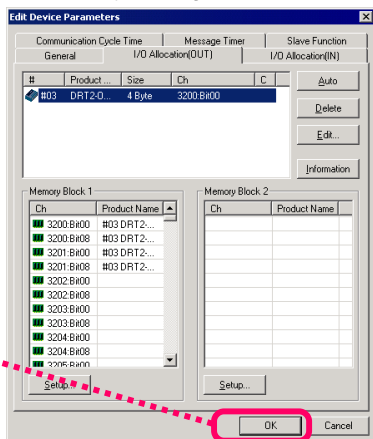 Edit Device Parameters
Communication Cycle Time Message Timer Slave Function
General I/O Allocation(OUT) I/O Allocation(IN)
# Product ... Size Ch C
#03 DRT2-O... 4 Byte 3200:Bit00
Auto
Delete
Edit...
Information
Memory Block 1
Ch Product Name
3200:Bit00 #03 DRT2-...
3200:Bit08 #03 DRT2-...
3201:Bit00 #03 DRT2-...
3201:Bit08 #03 DRT2-...
3202:Bit00
3202:Bit08
3203:Bit00
3203:Bit08
3204:Bit00
3204:Bit08
3205:Bit00
Setup...
Memory Block 2
Ch Product Name
Setup...
OK Cancel